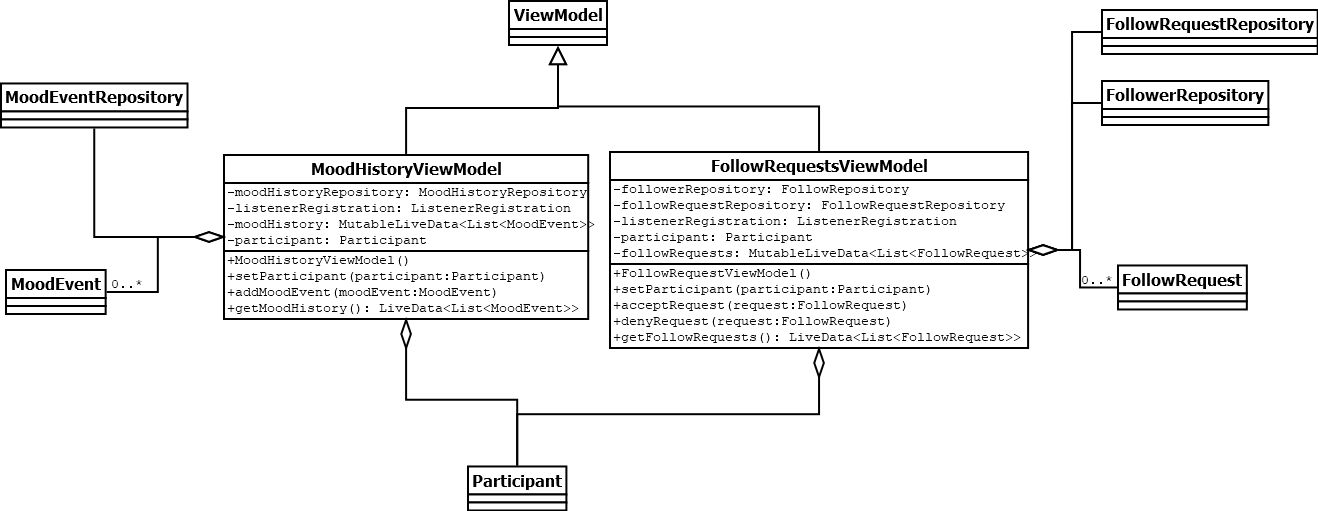 ViewModel
FollowRequestRepository
MoodEventRepository
FollowerRepository
MoodHistoryViewModel
-moodHistoryRepository: MoodHistoryRepository
-listenerRegistration: ListenerRegistration
-moodHistory: MutableLiveData<List<MoodEvent>>
-participant: Participant
+MoodHistoryViewModel()
+setParticipant(participant:Participant)
+addMoodEvent(moodEvent:MoodEvent)
+getMoodHistory(): LiveData<List<MoodEvent>>
FollowRequestsViewModel
-followerRepository: FollowRepository
-followRequestRepository: FollowRequestRepository
-listenerRegistration: ListenerRegistration
-participant: Participant
-followRequests: MutableLiveData<List<FollowRequest>>
+FollowRequestViewModel()
+setParticipant(participant:Participant)
+acceptRequest(request:FollowRequest)
+denyRequest(request:FollowRequest)
+getFollowRequests(): LiveData<List<FollowRequest>>
MoodEvent
0..*
0..*
FollowRequest
Participant